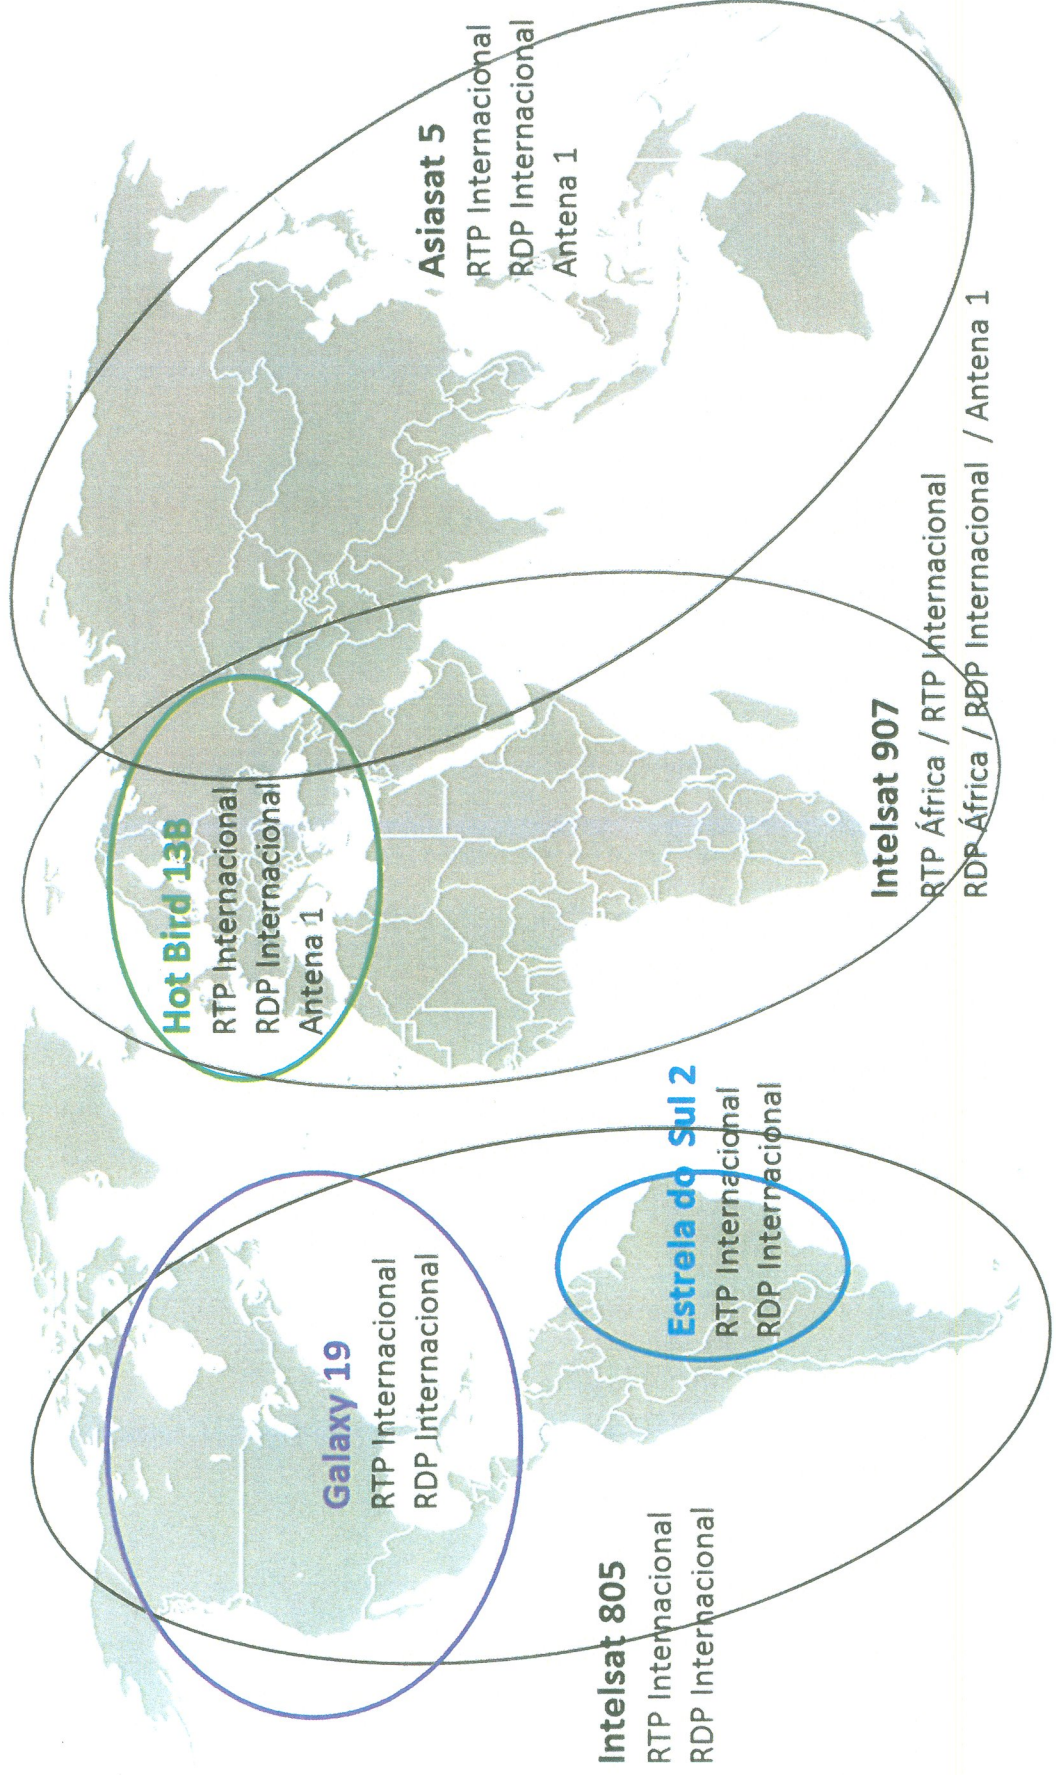 Galaxy 19
RTP Internacional
RDP Internacional
Intelsat 805
RTP Internacional
RDP Internacional
Estrela do Sul 2
RTP Internacional
RDP Internacional
Hot Bird 13B
RTP Internacional
RDP Internacional
Antena 1
Intelsat 907
RTP África / RTP Internacional
RDP África / RDP Internacional / Antena 1
Asiasat 5
RTP Internacional
RDP Internacional
Antena 1